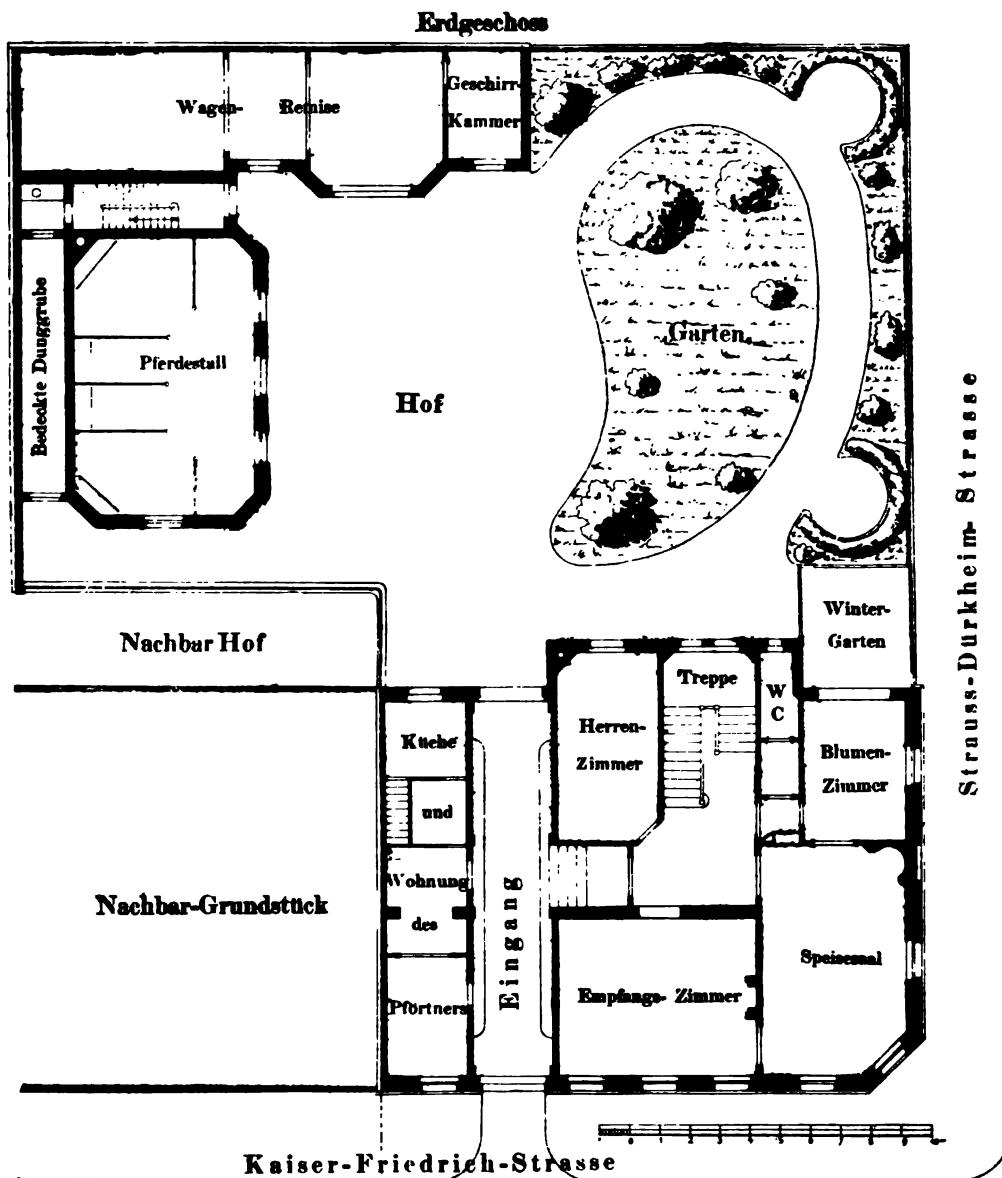 Erdgeschoss
Wagen- Remise
Geschirr-
Kammer
Bedeckte Dunggrube
Pferdestall
Hof
Garten
Strauss-Dürkheim- Strasse
Nachbar Hof
Winter-
Garten
Treppe
W
C
Küche
Herren-
Zimmer
Blumen-
Zimmer
und
Wohnung
des
Pförtners
Nachbar-Grundstück
Eingang
Empfangs- Zimmer
Speisesaal
Kaiser-Friedrich-Strasse